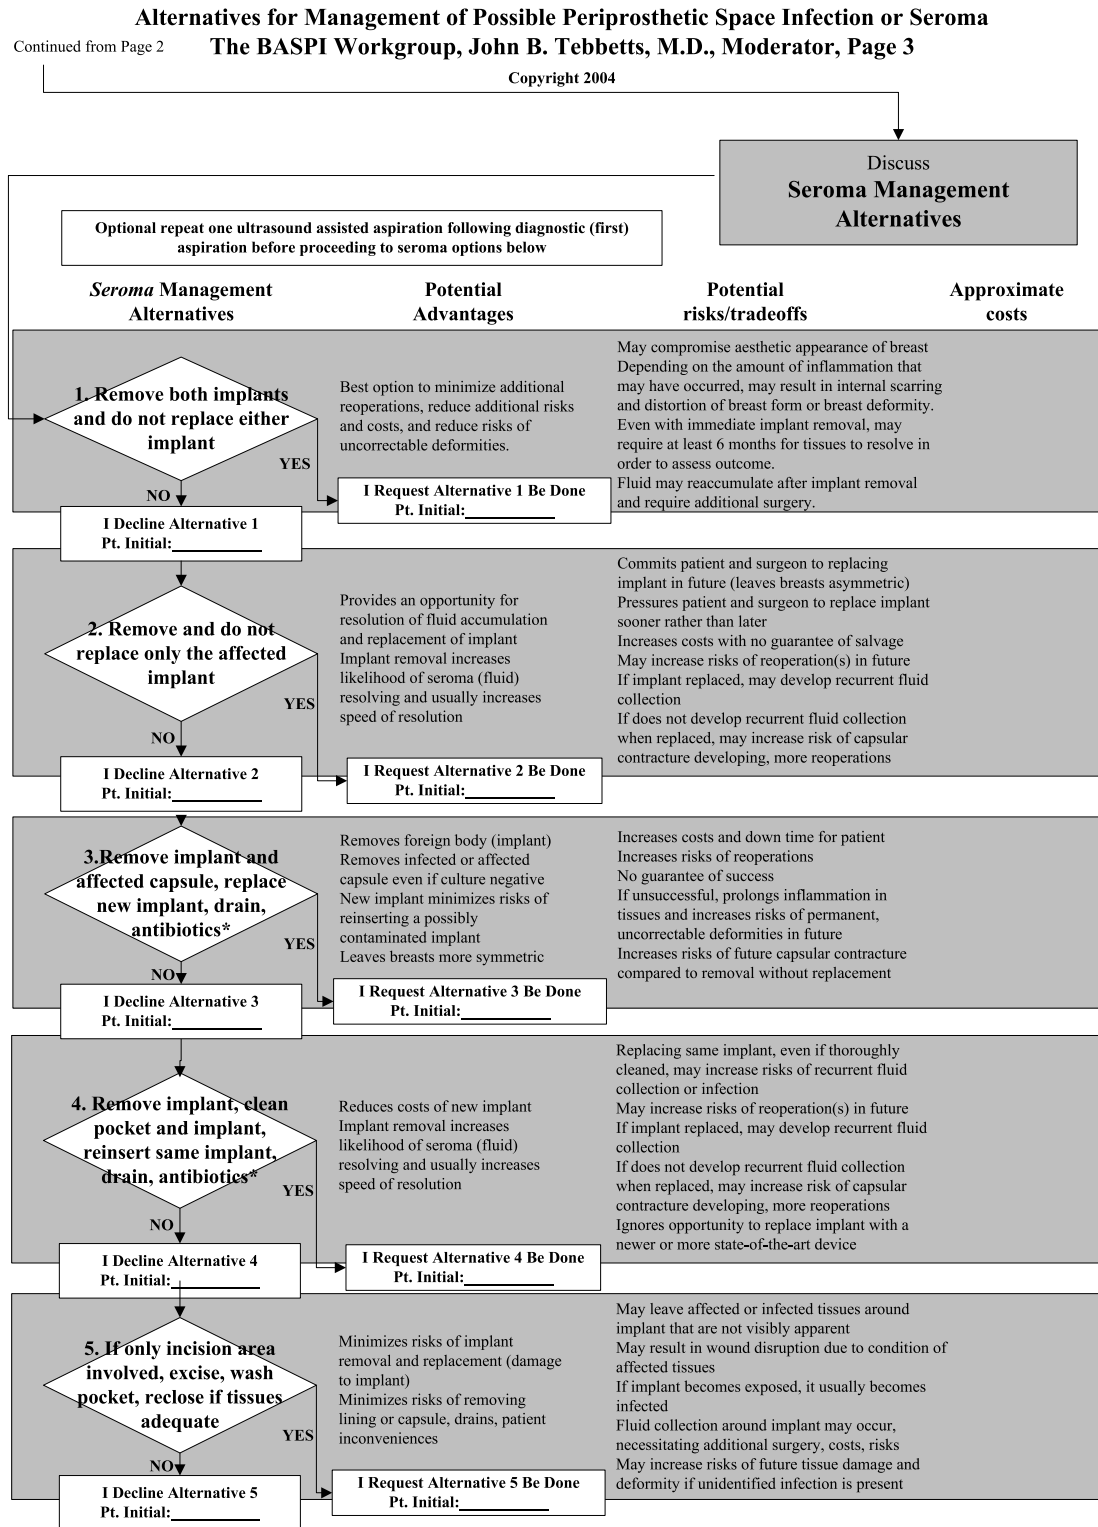 Alternatives for Management of Possible Periprosthetic Space Infection or Seroma
Continued from Page 2
The BASPI Workgroup, John B. Tebbetts, M.D., Moderator, Page 3
Copyright 2004
Discuss
Seroma Management
Alternatives
Optional repeat one ultrasound assisted aspiration following diagnostic (first)
aspiration before proceeding to seroma options below
Seroma Management
Alternatives
Potential
Advantages
Potential
risks/tradeoffs
Approximate
costs
1. Remove both implants
and do not replace either
implant
YES
NO
Best option to minimize additional
reoperations, reduce additional risks
and costs, and reduce risks of
uncorrectable deformities.
I Request Alternative 1 Be Done
Pt. Initial:
May compromise aesthetic appearance of breast
Depending on the amount of inflammation that
may have occurred, may result in internal scarring
and distortion of breast form or breast deformity.
Even with immediate implant removal, may
require at least 6 months for tissues to resolve in
order to assess outcome.
Fluid may reaccumulate after implant removal
and require additional surgery.
I Decline Alternative 1
Pt. Initial:
2. Remove and do not
replace only the affected
implant
YES
NO
Provides an opportunity for
resolution of fluid accumulation
and replacement of implant
Implant removal increases
likelihood of seroma (fluid)
resolving and usually increases
speed of resolution
I Request Alternative 2 Be Done
Pt. Initial:
Commits patient and surgeon to replacing
implant in future (leaves breasts asymmetric)
Pressures patient and surgeon to replace implant
sooner rather than later
Increases costs with no guarantee of salvage
May increase risks of reoperation(s) in future
If implant replaced, may develop recurrent fluid
collection
If does not develop recurrent fluid collection
when replaced, may increase risk of capsular
contracture developing, more reoperations
I Decline Alternative 2
Pt. Initial:
3.Remove implant and
affected capsule, replace
new implant, drain,
antibiotics*
YES
NO
Removes foreign body (implant)
Removes infected or affected
capsule even if culture negative
New implant minimizes risks of
reinserting a possibly
contaminated implant
Leaves breasts more symmetric
I Request Alternative 3 Be Done
Pt. Initial:
Increases costs and down time for patient
Increases risks of reoperations
No guarantee of success
If unsuccessful, prolongs inflammation in
tissues and increases risks of permanent,
uncorrectable deformities in future
Increases risks of future capsular contracture
compared to removal without replacement
I Decline Alternative 3
Pt. Initial:
4. Remove implant, clean
pocket and implant,
reinsert same implant,
drain, antibiotics*
YES
NO
Reduces costs of new implant
Implant removal increases
likelihood of seroma (fluid)
resolving and usually increases
speed of resolution
I Request Alternative 4 Be Done
Pt. Initial:
Replacing same implant, even if thoroughly
cleaned, may increase risks of recurrent fluid
collection or infection
May increase risks of reoperation(s) in future
If implant replaced, may develop recurrent fluid
collection
If does not develop recurrent fluid collection
when replaced, may increase risk of capsular
contracture developing, more reoperations
Ignores opportunity to replace implant with a
newer or more state-of-the-art device
I Decline Alternative 4
Pt. Initial:
5. If only incision area
involved, excise, wash
pocket, reclose if tissues
adequate
YES
NO
Minimizes risks of implant
removal and replacement (damage
to implant)
Minimizes risks of removing
lining or capsule, drains, patient
inconveniences
I Request Alternative 5 Be Done
Pt. Initial:
May leave affected or infected tissues around
implant that are not visibly apparent
May result in wound disruption due to condition of
affected tissues
If implant becomes exposed, it usually becomes
infected
Fluid collection around implant may occur,
necessitating additional surgery, costs, risks
May increase risks of future tissue damage and
deformity if unidentified infection is present
I Decline Alternative 5
Pt. Initial: